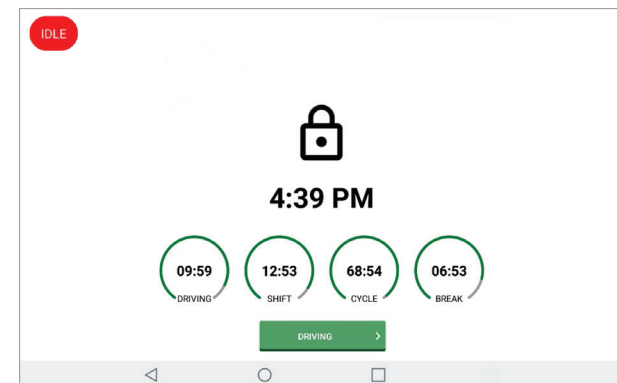 IDLE
4:39 PM
09:59 12:53 68:54 06:53
DRIVING SHIFT CYCLE BREAK
DRIVING >